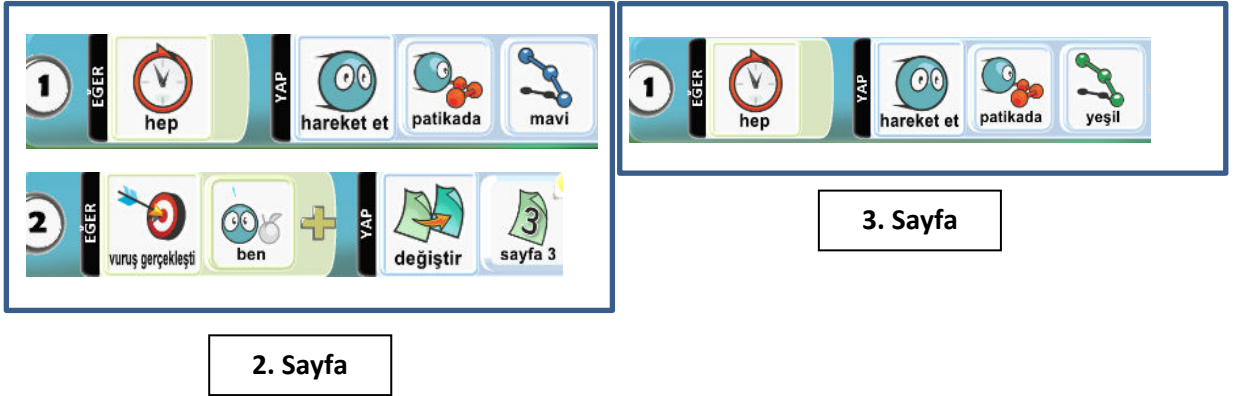 1 EĞER hep YAP hareket et patikada mavi
2 EĞER vuruş gerçekleşti ben YAP değiştir 3 sayfa 3
2. Sayfa
1 EĞER hep YAP hareket et patikada yeşil
3. Sayfa